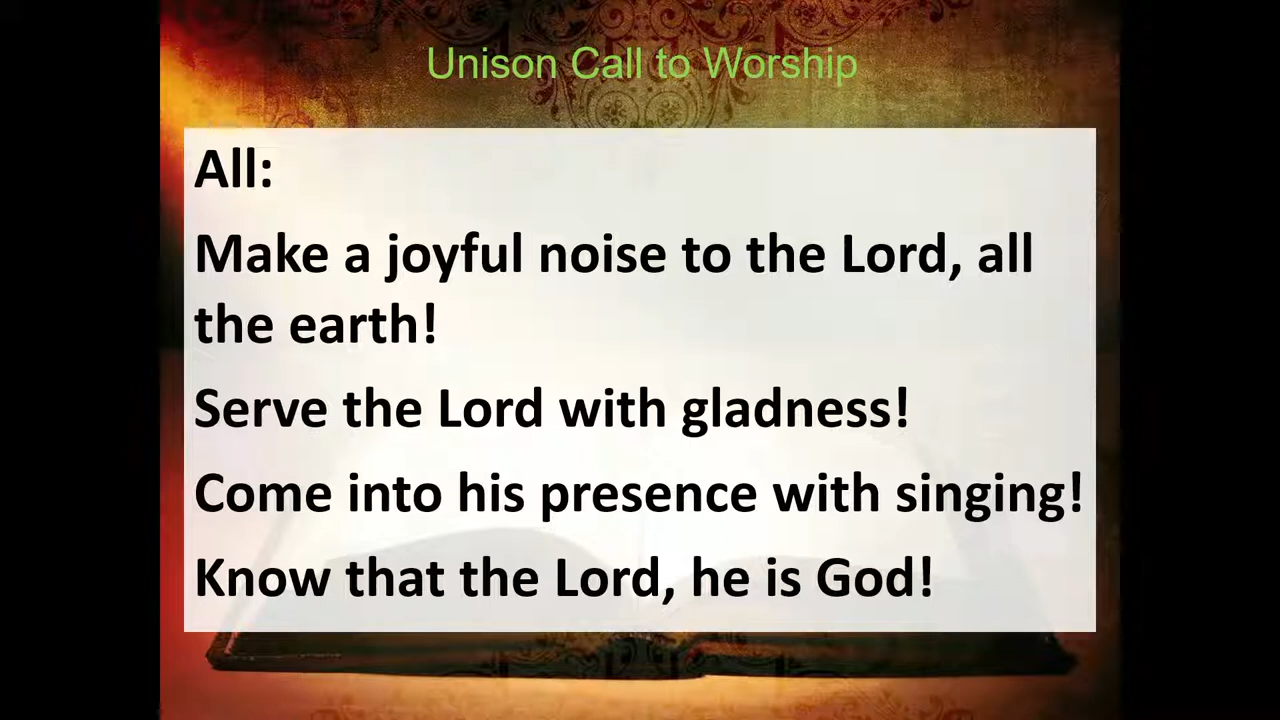 Unison Call to Worship
All:
Make a joyful noise to the Lord, all
the earth!
Serve the Lord with gladness!
Come into his presence with singing!
Know that the Lord, he is God!